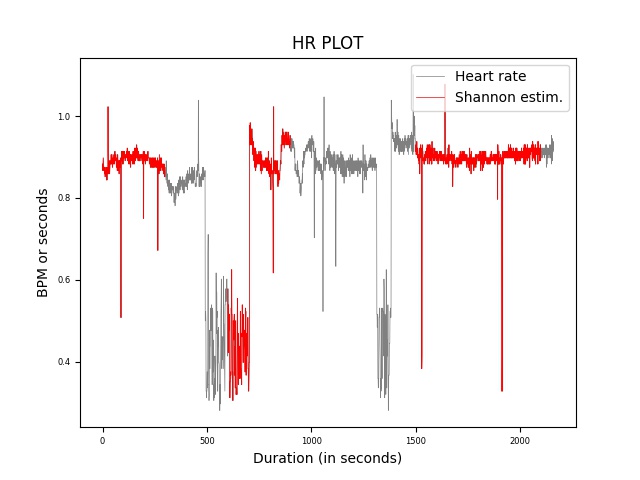 HR PLOT
Heart rate
Shannon estim.
BPM or seconds
1.0
0.8
0.6
0.4
0
500
1000
1500
2000
Duration (in seconds)